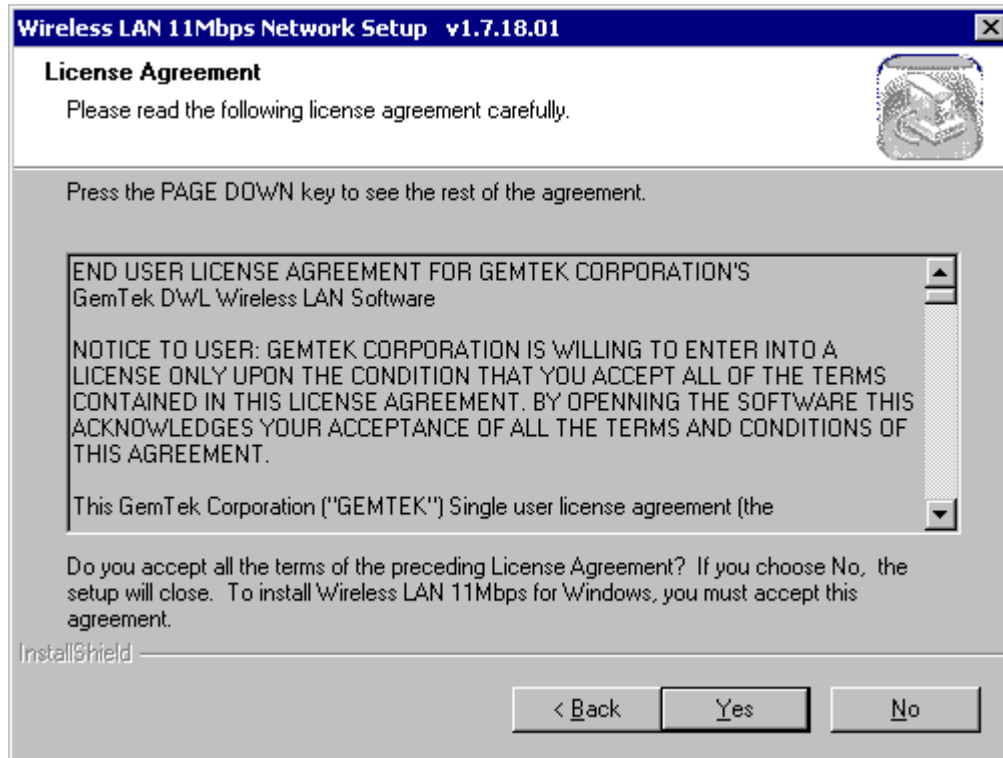 Wireless LAN 11Mbps Network Setup v1.7.18.01
License Agreement
Please read the following license agreement carefully.
Press the PAGE DOWN key to see the rest of the agreement.
END USER LICENSE AGREEMENT FOR GEMTEK CORPORATION'S
GemTek DWL Wireless LAN Software
NOTICE TO USER: GEMTEK CORPORATION IS WILLING TO ENTER INTO A
LICENSE ONLY UPON THE CONDITION THAT YOU ACCEPT ALL OF THE TERMS
CONTAINED IN THIS LICENSE AGREEMENT. BY OPENNING THE SOFTWARE THIS
ACKNOWLEDGES YOUR ACCEPTANCE OF ALL THE TERMS AND CONDITIONS OF
THIS AGREEMENT.
This GemTek Corporation ("GEMTEK") Single user license agreement (the
Do you accept all the terms of the preceding License Agreement? If you choose No, the
setup will close. To install Wireless LAN 11Mbps for Windows, you must accept this
agreement.
InstallShield
< Back
Yes
No